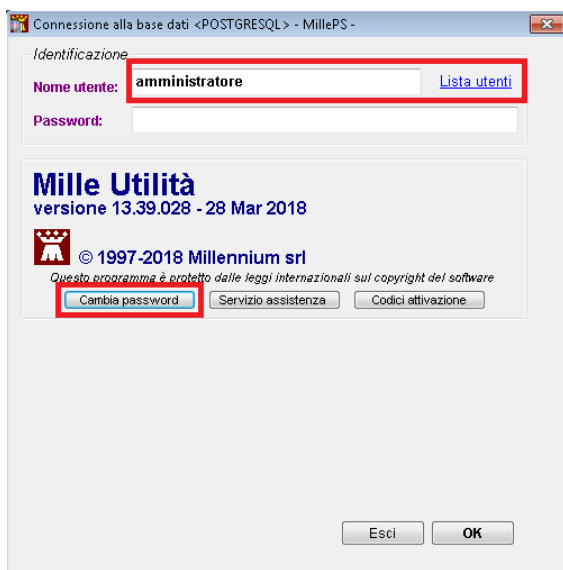 Connessione alla base dati <POSTGRESQL> - MillePS -
Identificazione
Nome utente: amministratore Lista utenti
Password:
Mille Utilità
versione 13.39.028 - 28 Mar 2018
© 1997-2018 Millennium srl
Questo programma è protetto dalle leggi internazionali sul copyright del software
Cambia password Servizio assistenza Codici attivazione
Esci OK